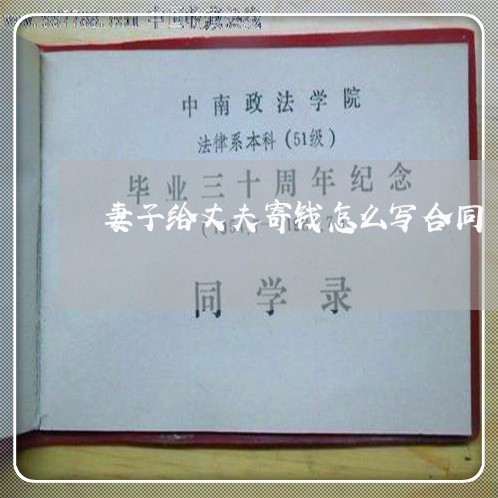 中南政法学院
法律系本科(51级)
毕业三十周年纪念
妻子给丈夫寄钱怎么写合同
同学录